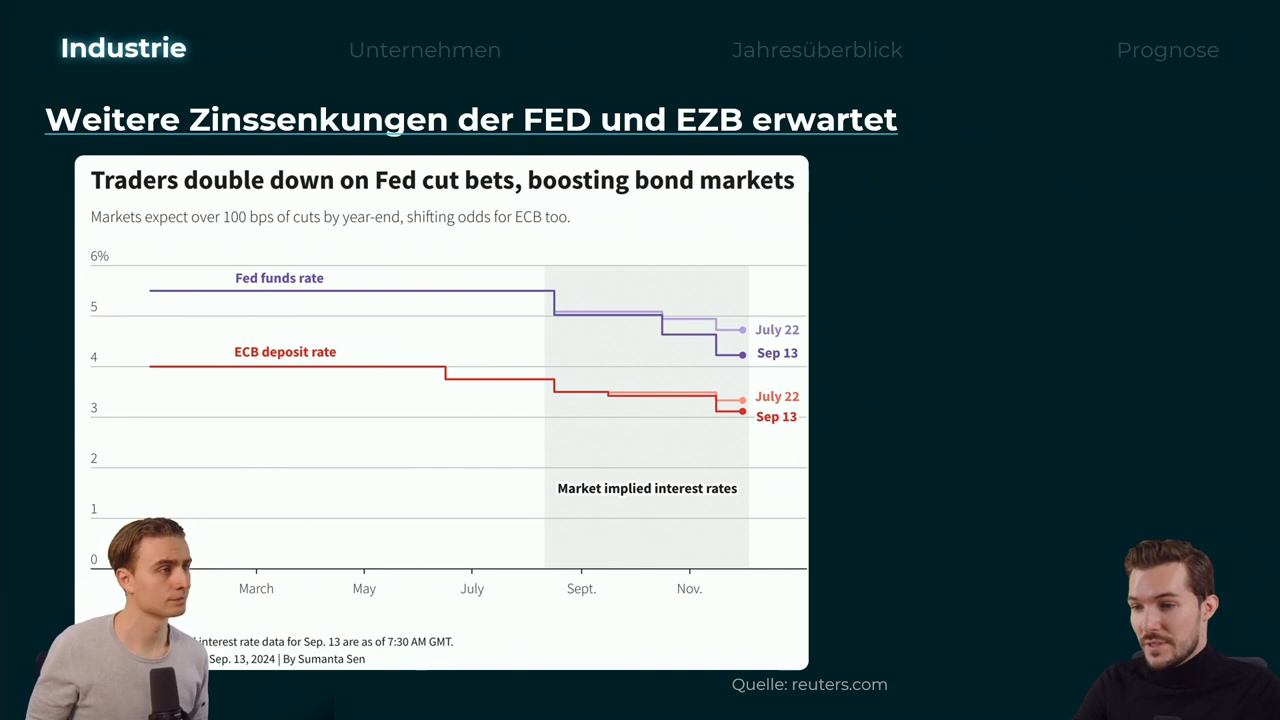 Industrie
Unternehmen
Jahresüberblick
Prognose
Weitere Zinssenkungen der FED und EZB erwartet
Traders double down on Fed cut bets, boosting bond markets
Markets expect over 100 bps of cuts by year-end, shifting odds for ECB too.
6%
Fed funds rate
5
July 22
Sep 13
4
ECB deposit rate
July 22
3
Sep 13
2
Market implied interest rates
1
0
March
May
July
Sept.
Nov.
interest rate data for Sep. 13 are as of 7:30 AM GMT.
Sep. 13, 2024 | By Sumanta Sen
Quelle: reuters.com